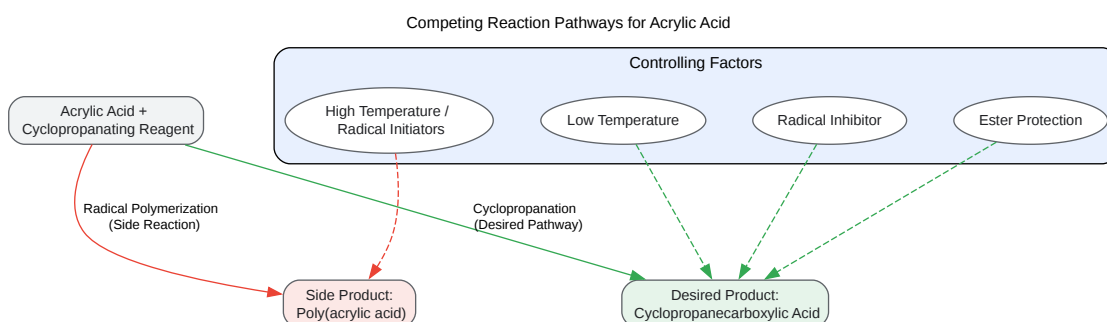 Competing Reaction Pathways for Acrylic Acid
Controlling Factors
Acrylic Acid +
Cyclopropanating Reagent
High Temperature /
Radical Initiators
Low Temperature
Radical Inhibitor
Ester Protection
Radical Polymerization
(Side Reaction)
Cyclopropanation
(Desired Pathway)
Side Product:
Poly(acrylic acid)
Desired Product:
Cyclopropanecarboxylic Acid